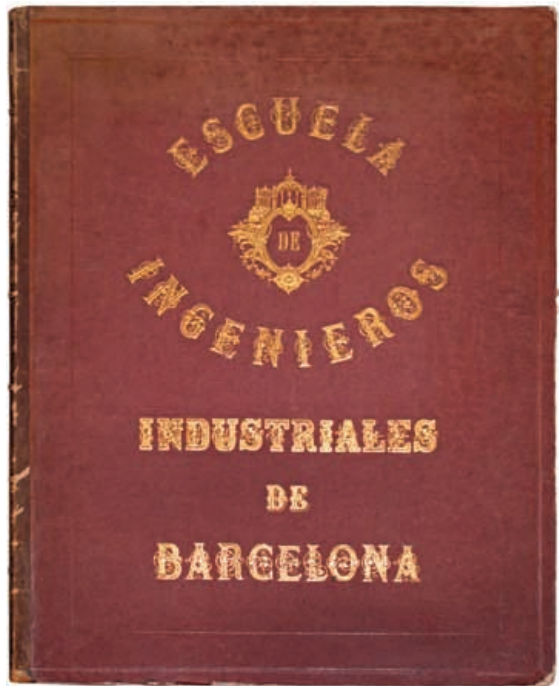 ESCUELA
DE
INGENIEROS
INDUSTRIALES
DE
BARCELONA